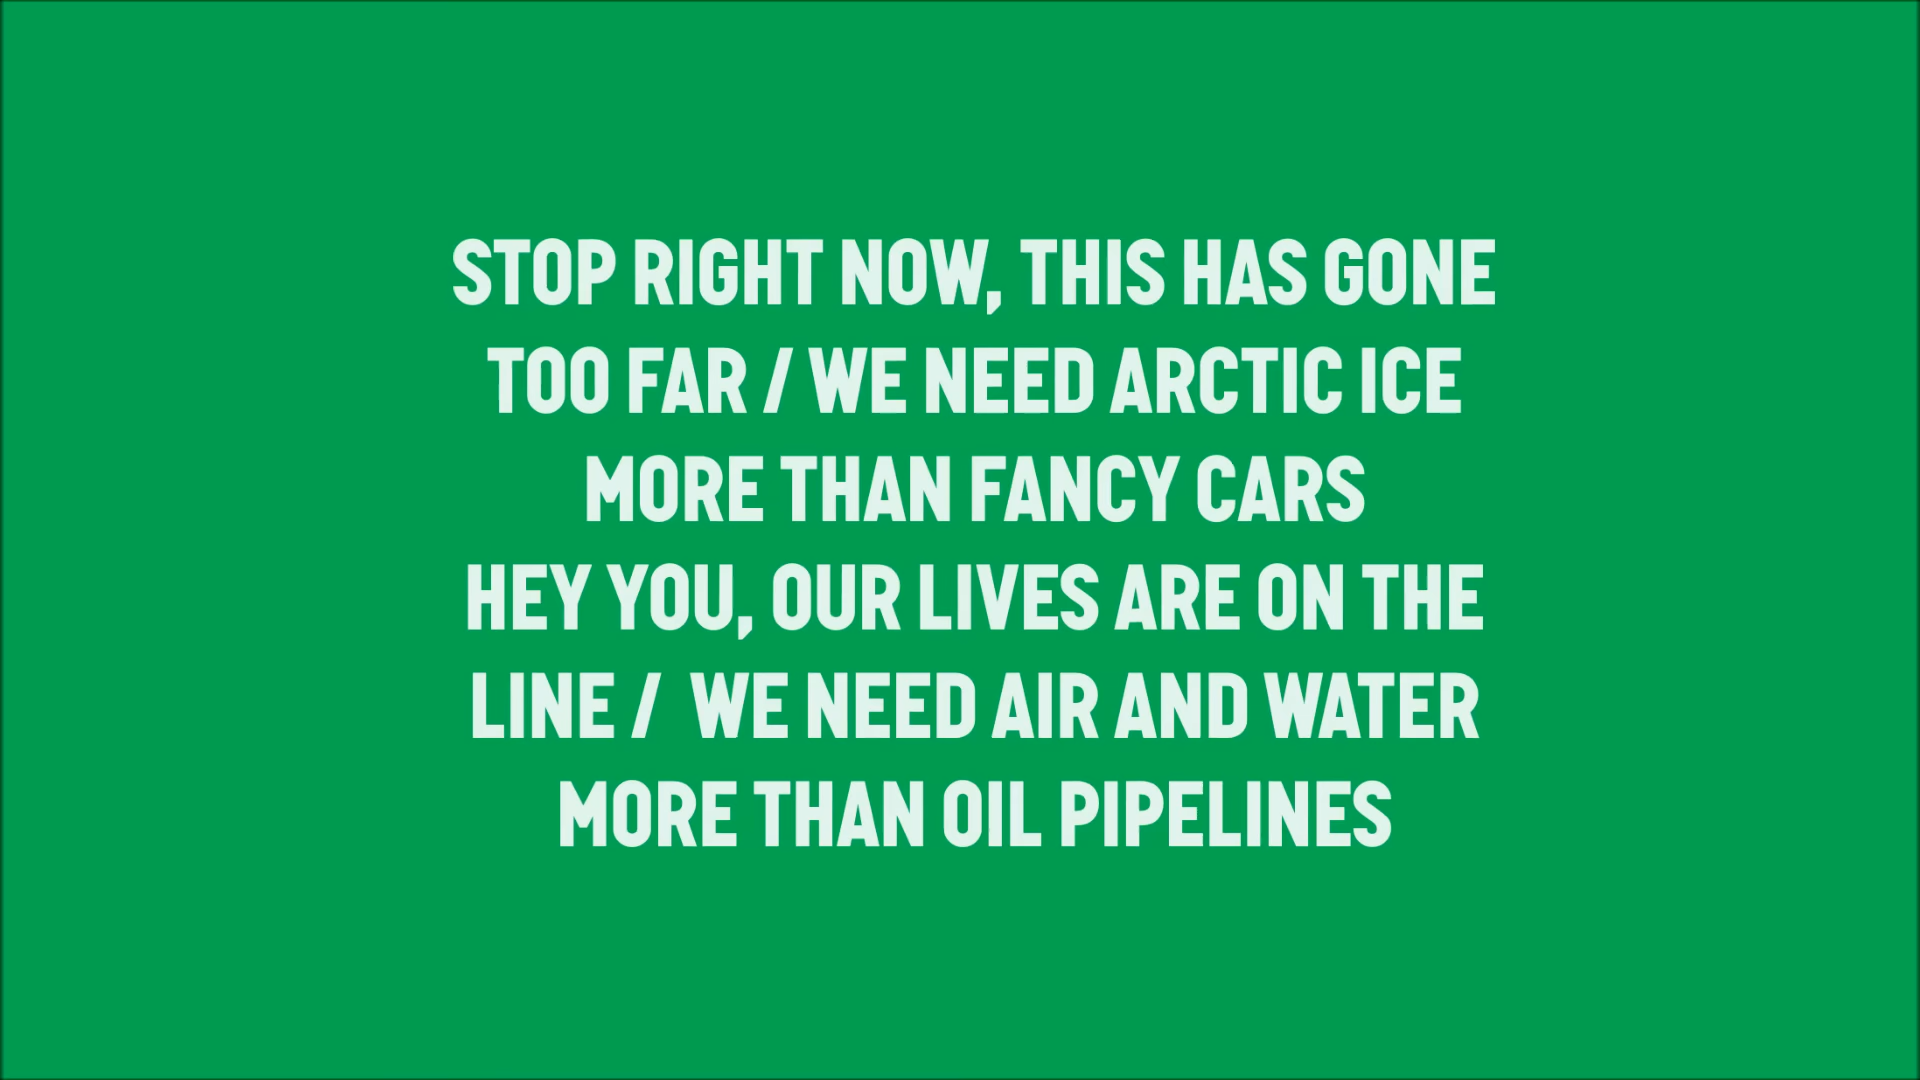 STOP RIGHT NOW, THIS HAS GONE
TOO FAR / WE NEED ARCTIC ICE
MORE THAN FANCY CARS
HEY YOU, OUR LIVES ARE ON THE
LINE /  WE NEED AIR AND WATER
MORE THAN OIL PIPELINES